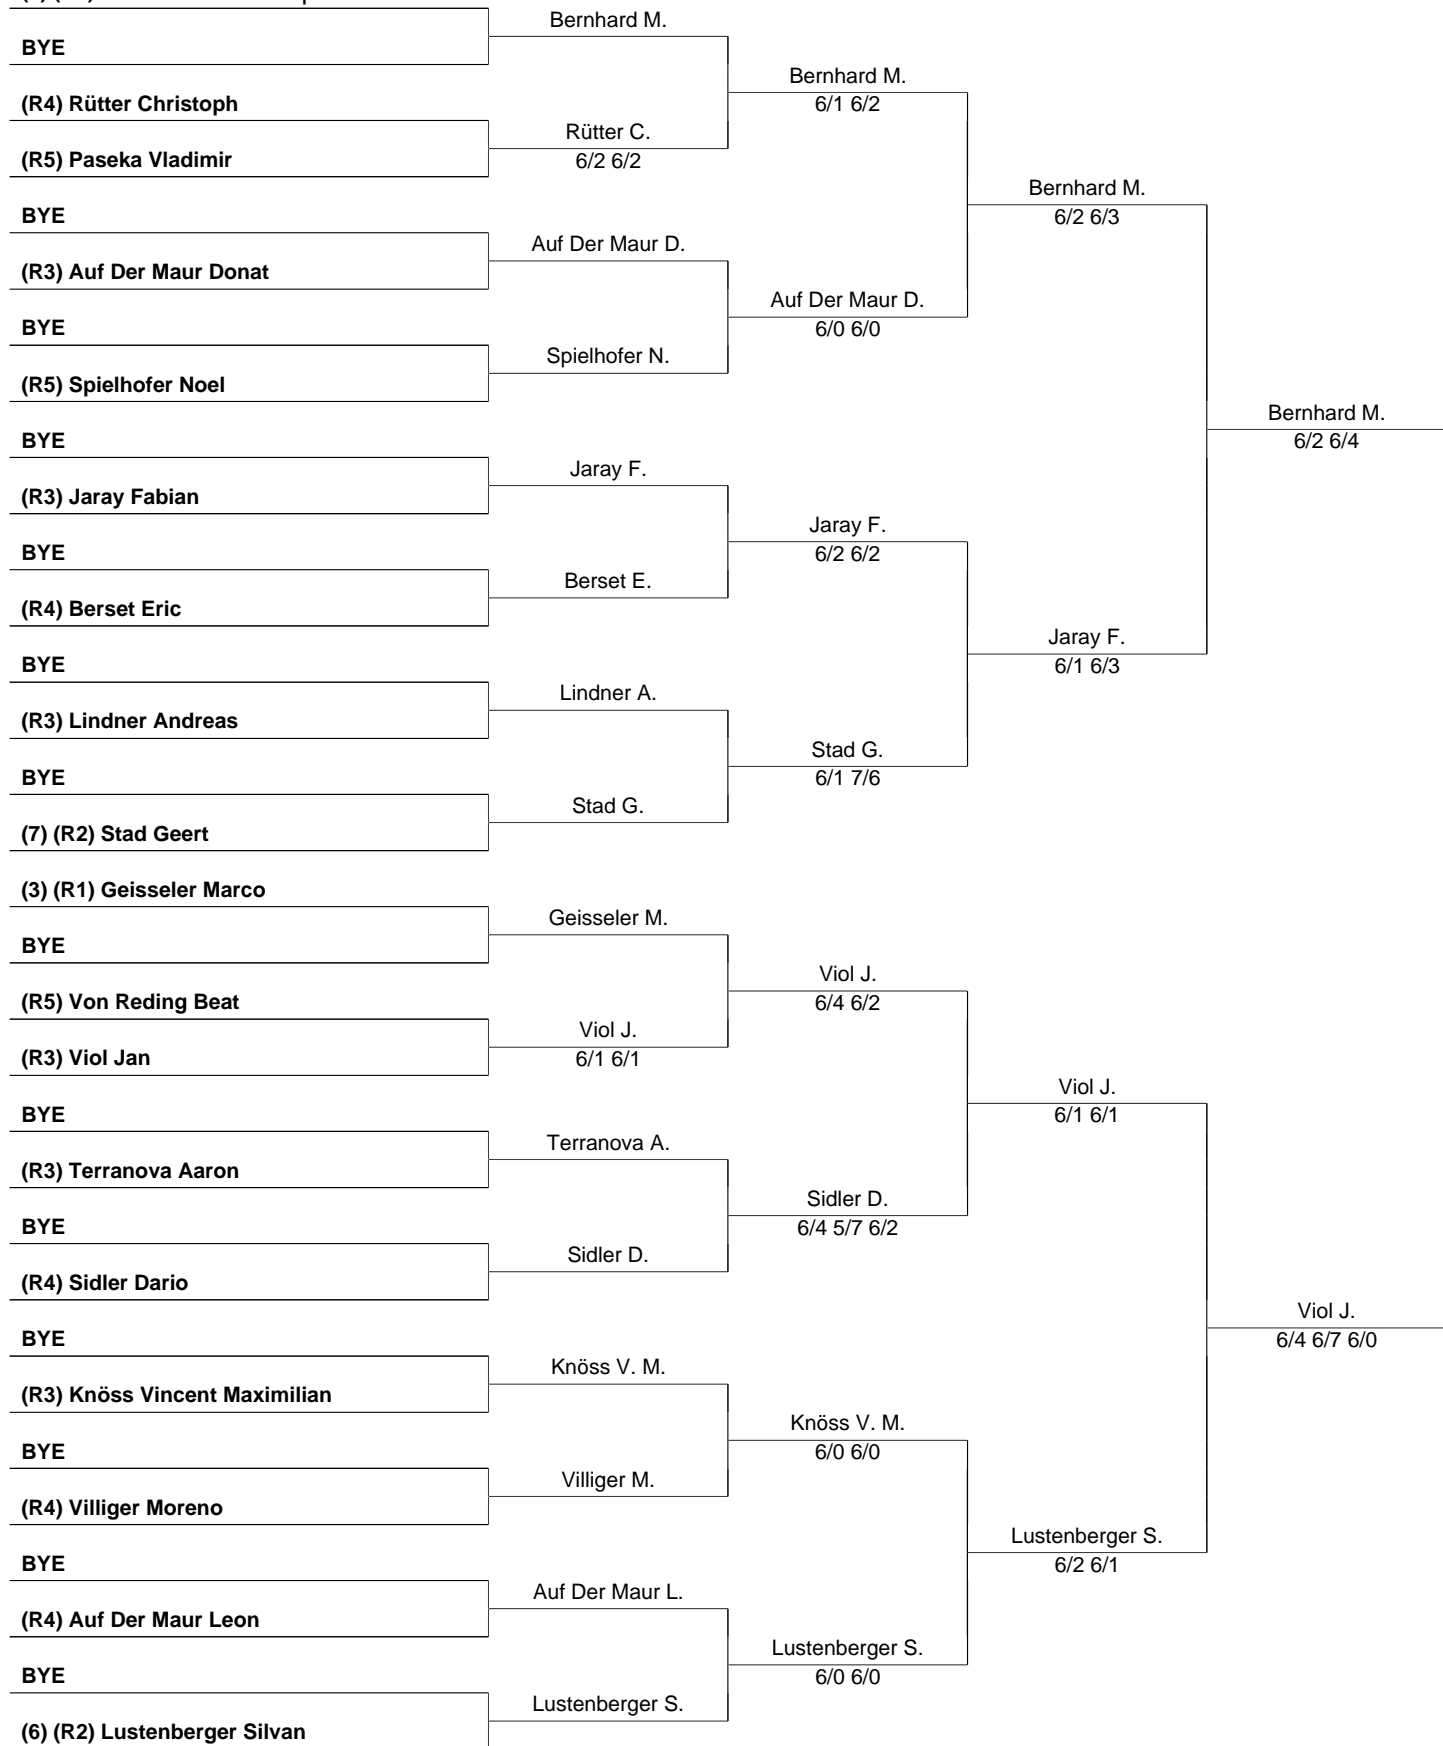 BYE
(R4) Rütter Christoph
(R5) Paseka Vladimir
BYE
(R3) Auf Der Maur Donat
BYE
(R5) Spielhofer Noel
BYE
(R3) Jaray Fabian
BYE
(R4) Berset Eric
BYE
(R3) Lindner Andreas
BYE
(7) (R2) Stad Geert
(3) (R1) Geisseler Marco
BYE
(R5) Von Reding Beat
(R3) Viol Jan
BYE
(R3) Terranova Aaron
BYE
(R4) Sidler Dario
BYE
(R3) Knöss Vincent Maximilian
BYE
(R4) Villiger Moreno
BYE
(R4) Auf Der Maur Leon
BYE
(6) (R2) Lustenberger Silvan
Bernhard M.
Rütter C.
6/2 6/2
Auf Der Maur D.
Spielhofer N.
Jaray F.
Berset E.
Lindner A.
Stad G.
Geisseler M.
Viol J.
6/1 6/1
Terranova A.
Sidler D.
Knöss V. M.
Villiger M.
Auf Der Maur L.
Lustenberger S.
Bernhard M.
6/1 6/2
Auf Der Maur D.
6/0 6/0
Jaray F.
6/2 6/2
Stad G.
6/1 7/6
Viol J.
6/4 6/2
Sidler D.
6/4 5/7 6/2
Knöss V. M.
6/0 6/0
Lustenberger S.
6/0 6/0
Bernhard M.
6/2 6/3
Jaray F.
6/1 6/3
Viol J.
6/1 6/1
Lustenberger S.
6/2 6/1
Bernhard M.
6/2 6/4
Viol J.
6/4 6/7 6/0